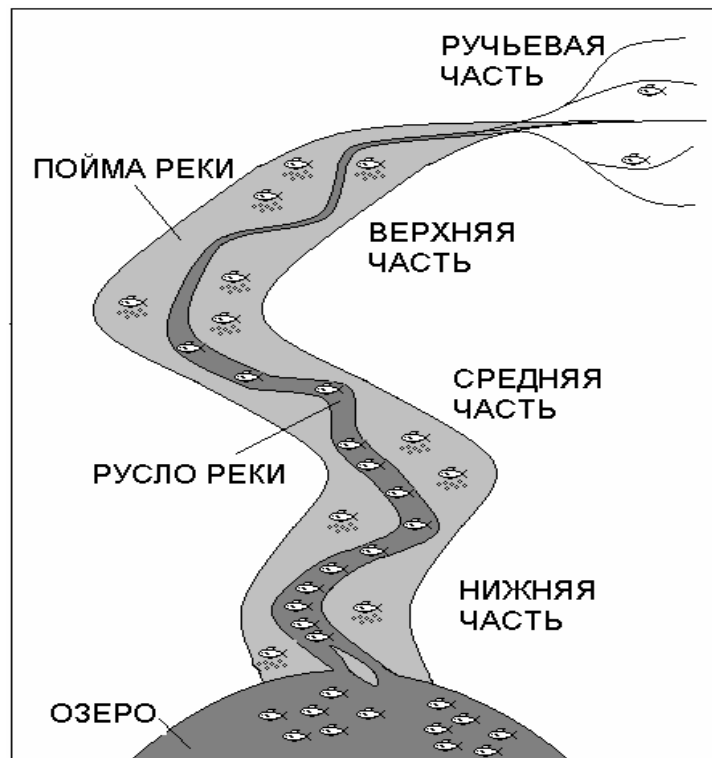 РУЧЬЕВАЯ
ЧАСТЬ
ПОЙМА РЕКИ
ВЕРХНЯЯ
ЧАСТЬ
СРЕДНЯЯ
ЧАСТЬ
РУСЛО РЕКИ
НИЖНЯЯ
ЧАСТЬ
ОЗЕРО